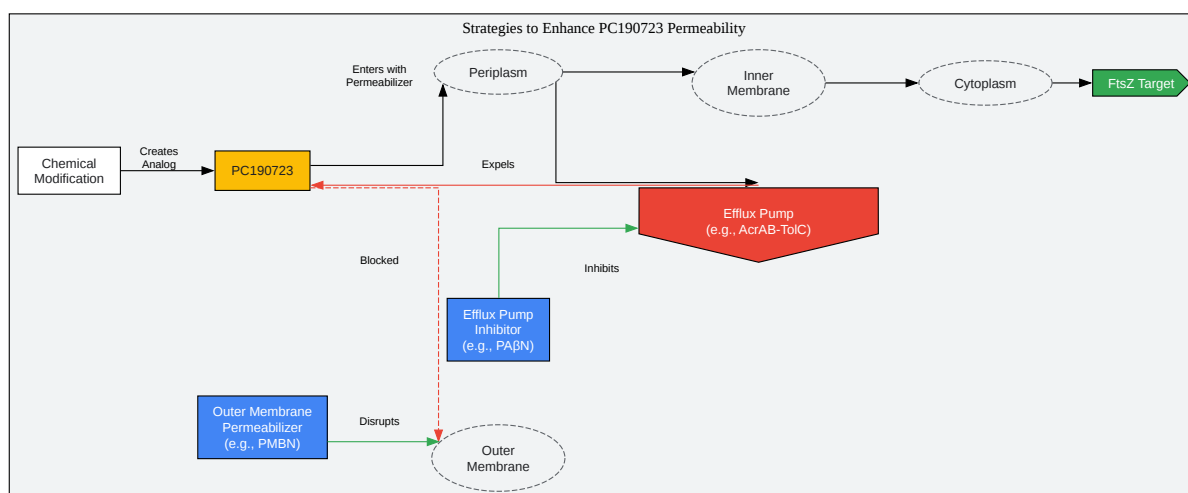 Strategies to Enhance PC190723 Permeability
Enters with
Permeabilizer
Periplasm
Inner
Membrane
Cytoplasm
FtsZ Target
Chemical
Modification
Creates
Analog
PC190723
Expels
Efflux Pump
(e.g., AcrAB-TolC)
Blocked
Inhibits
Efflux Pump
Inhibitor
(e.g., PAβN)
Outer Membrane
Permeabilizer
(e.g., PMBN)
Disrupts
Outer
Membrane